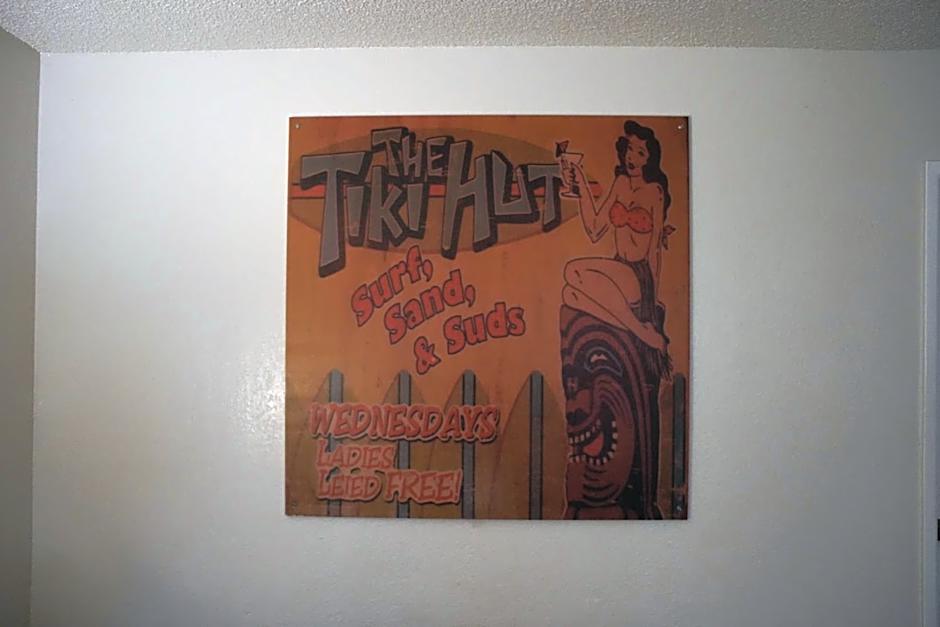 THE
TIKI HUT
Surf,
Sand,
& Suds
WEDNESDAYS
LADIES
LEIED FREE!